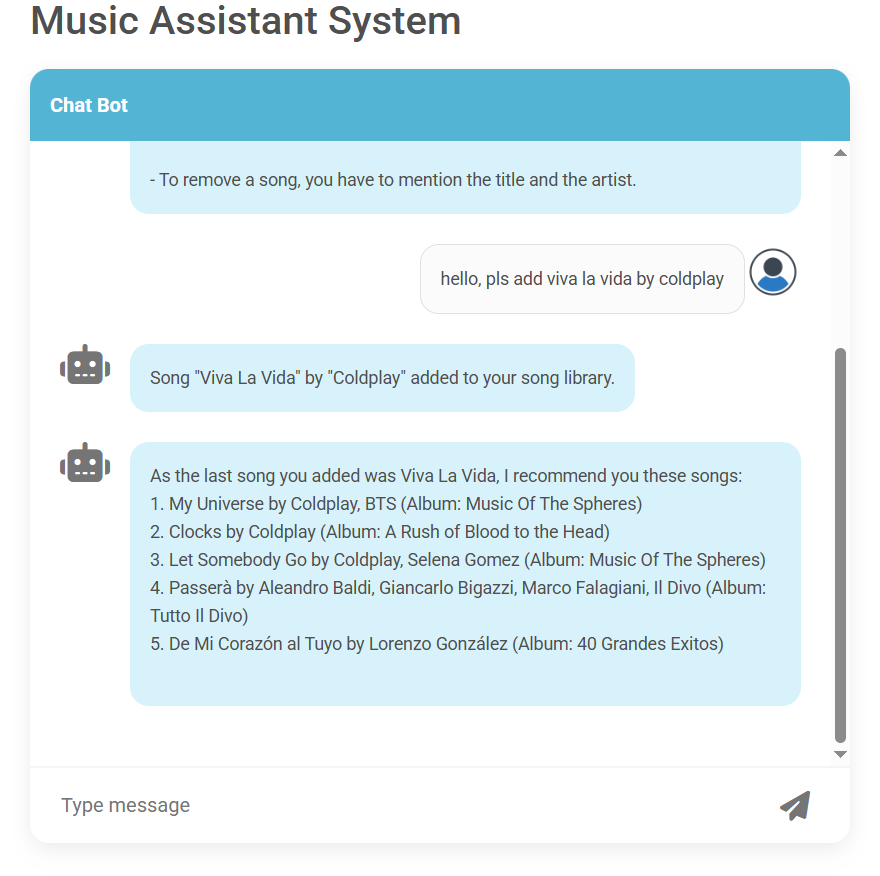 Music Assistant System
Chat Bot
- To remove a song, you have to mention the title and the artist.
hello, pls add viva la vida by coldplay
Song "Viva La Vida" by "Coldplay" added to your song library.
As the last song you added was Viva La Vida, I recommend you these songs:
1. My Universe by Coldplay, BTS (Album: Music Of The Spheres)
2. Clocks by Coldplay (Album: A Rush of Blood to the Head)
3. Let Somebody Go by Coldplay, Selena Gomez (Album: Music Of The Spheres)
4. Passerà by Aleandro Baldi, Giancarlo Bigazzi, Marco Falagiani, Il Divo (Album:
Tutto Il Divo)
5. De Mi Corazón al Tuyo by Lorenzo González (Album: 40 Grandes Exitos)
Type message